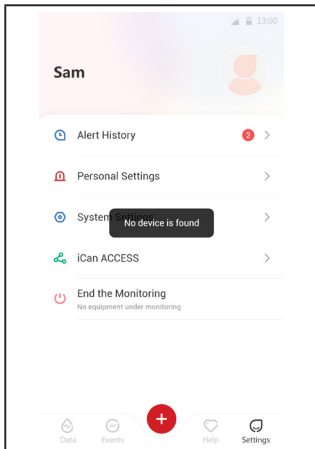 13:00
Sam
Alert History
2
Personal Settings
System Settings
No device is found
iCan ACCESS
End the Monitoring
No equipment under monitoring
Data
Events
Help
Settings